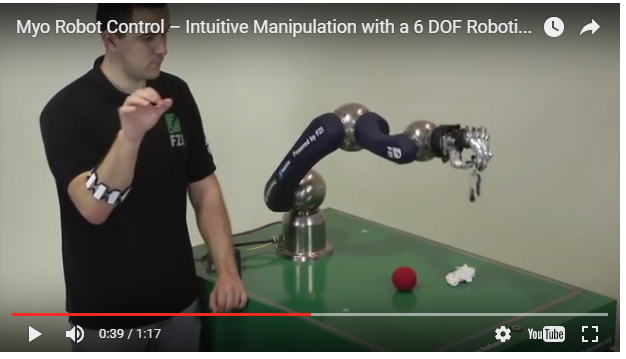 Myo Robot Control – Intuitive Manipulation with a 6 DOF Roboti...
FZI
Powered by FZI
0:39 / 1:17
YouTube